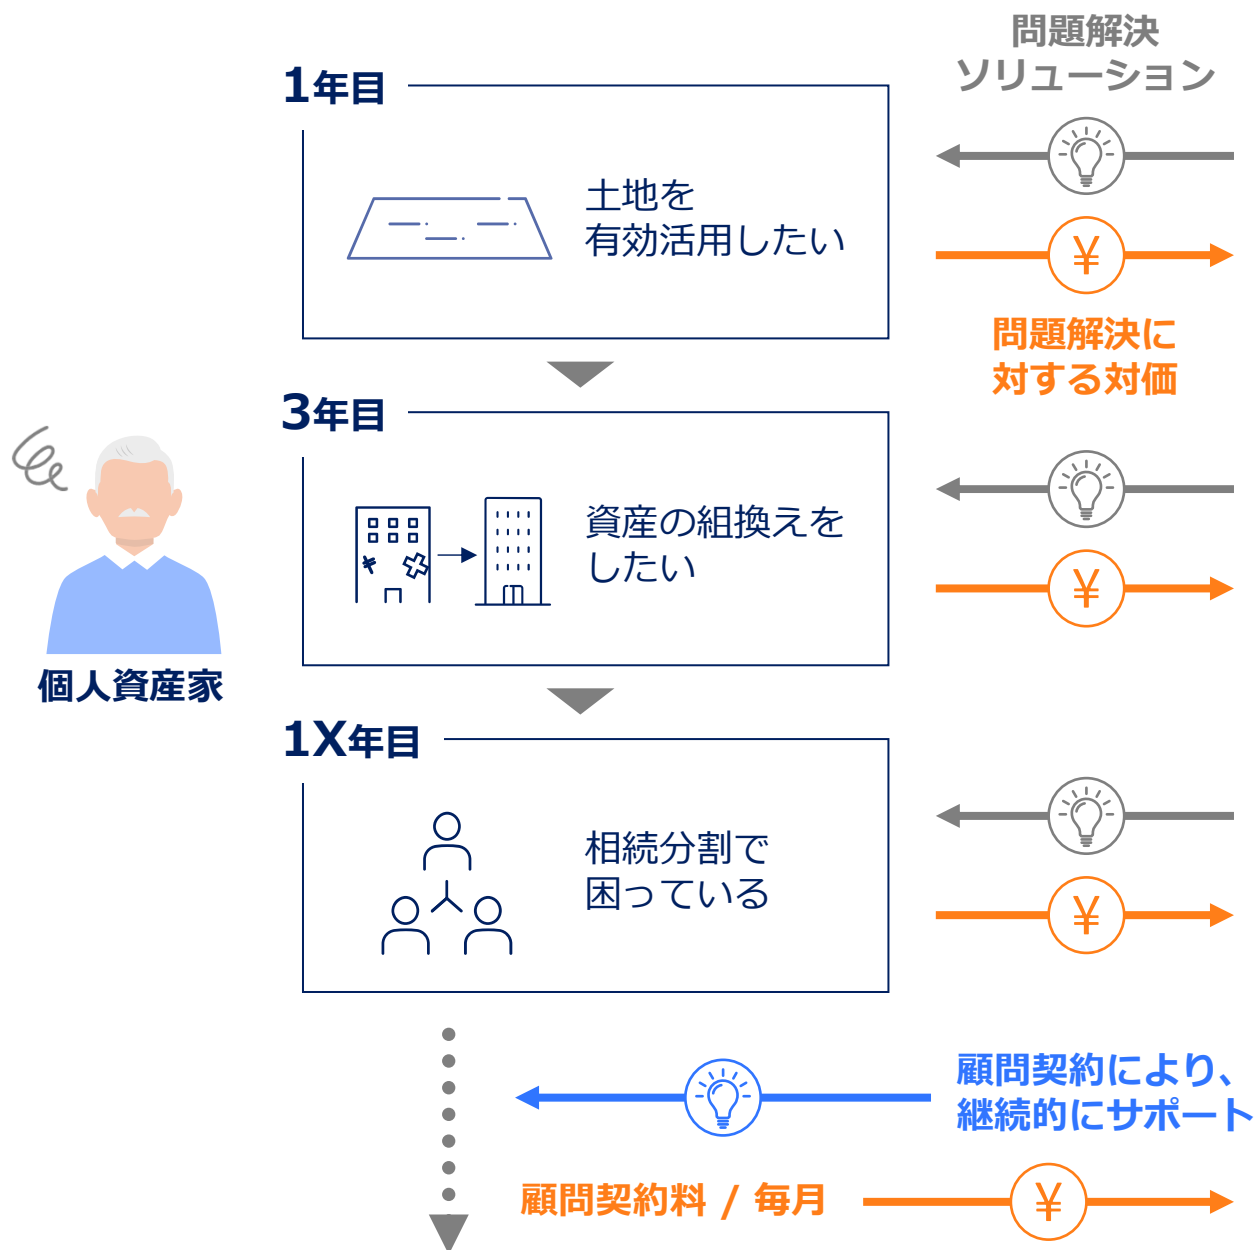 問題解決
ソリューション
1年目
土地を
有効活用したい
¥
問題解決に
対する対価
3年目
資産の組換えを
したい
¥
個人資産家
1X年目
相続分割で
困っている
¥
顧問契約により、
継続的にサポート
顧問契約料 / 毎月
¥